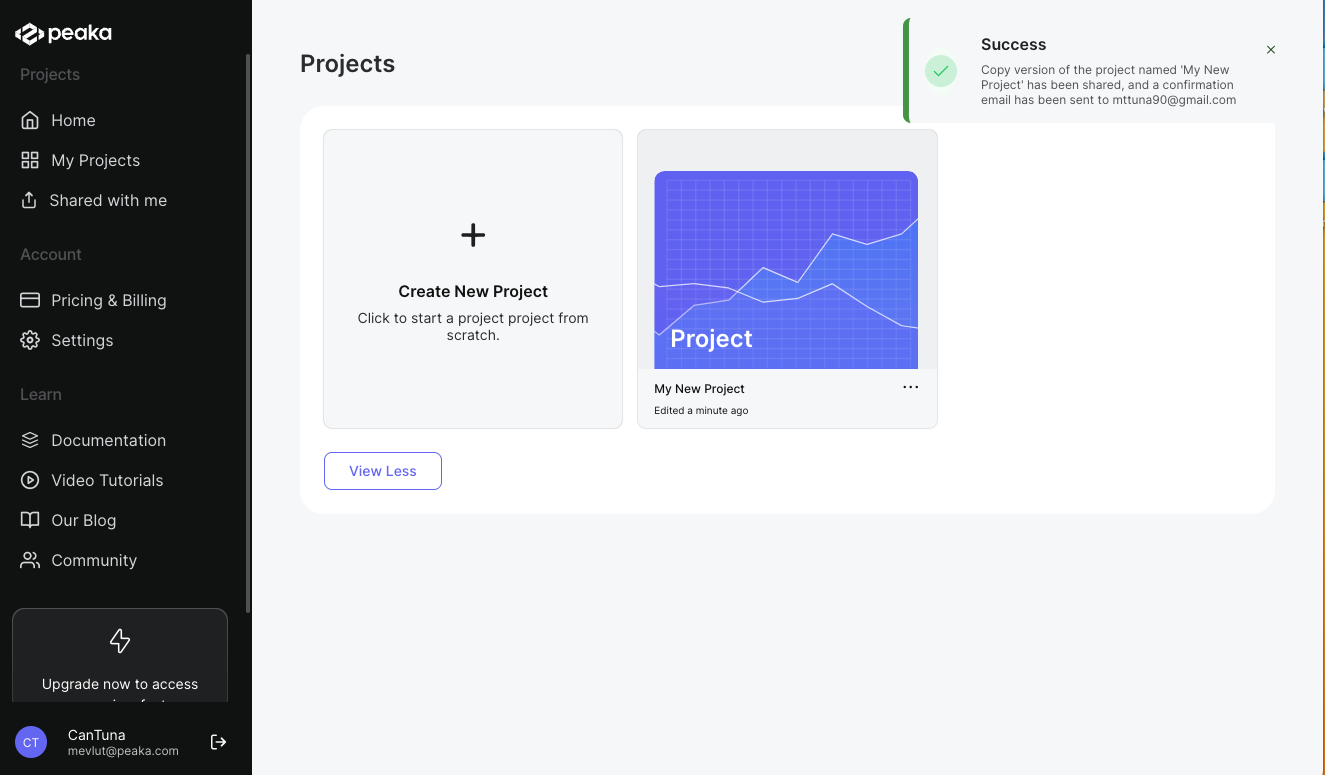 peaka
Projects
Home
My Projects
Shared with me
Account
Pricing & Billing
Settings
Learn
Documentation
Video Tutorials
Our Blog
Community
Upgrade now to access
CT
CanTuna
mevlut@peaka.com
Projects
Success
Copy version of the project named 'My New
Project' has been shared, and a confirmation
email has been sent to mttuna90@gmail.com
Create New Project
Click to start a project project from
scratch.
Project
My New Project
Edited a minute ago
View Less